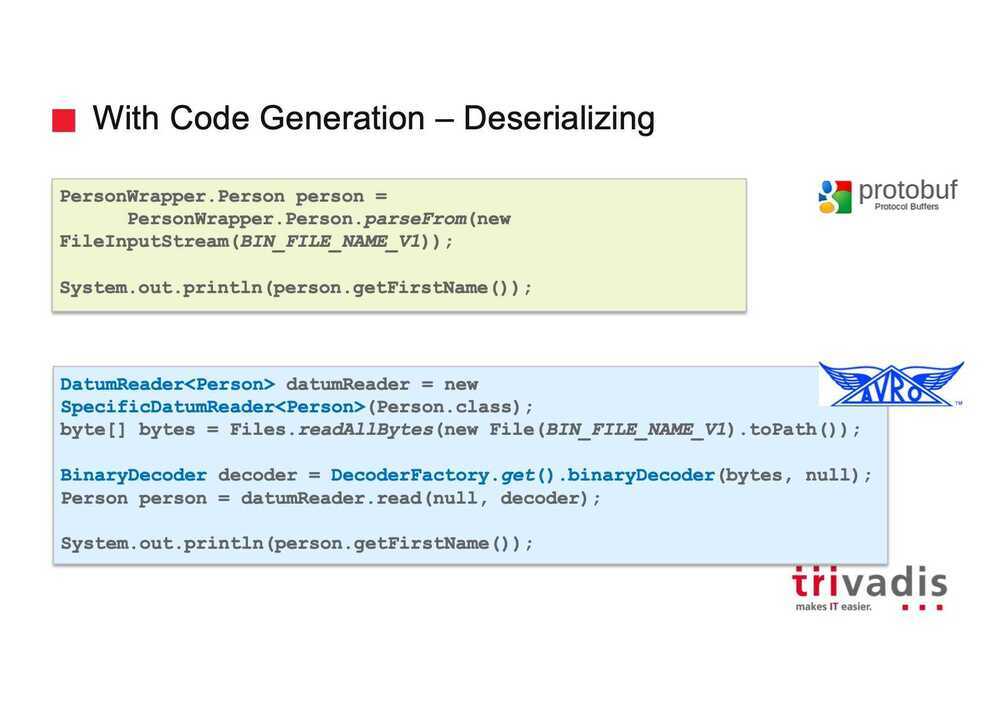 With Code Generation – Deserializing
PersonWrapper.Person person =
PersonWrapper.Person.parseFrom(new
FileInputStream(BIN_FILE_NAME_V1));
System.out.println(person.getFirstName());
protobuf
Protocol Buffers
DatumReader<Person> datumReader = new
SpecificDatumReader<Person>(Person.class);
byte[] bytes = Files.readAllBytes(new File(BIN_FILE_NAME_V1).toPath());
BinaryDecoder decoder = DecoderFactory.get().binaryDecoder(bytes, null);
Person person = datumReader.read(null, decoder);
System.out.println(person.getFirstName());
AVRO™
trivadis
makes IT easier.